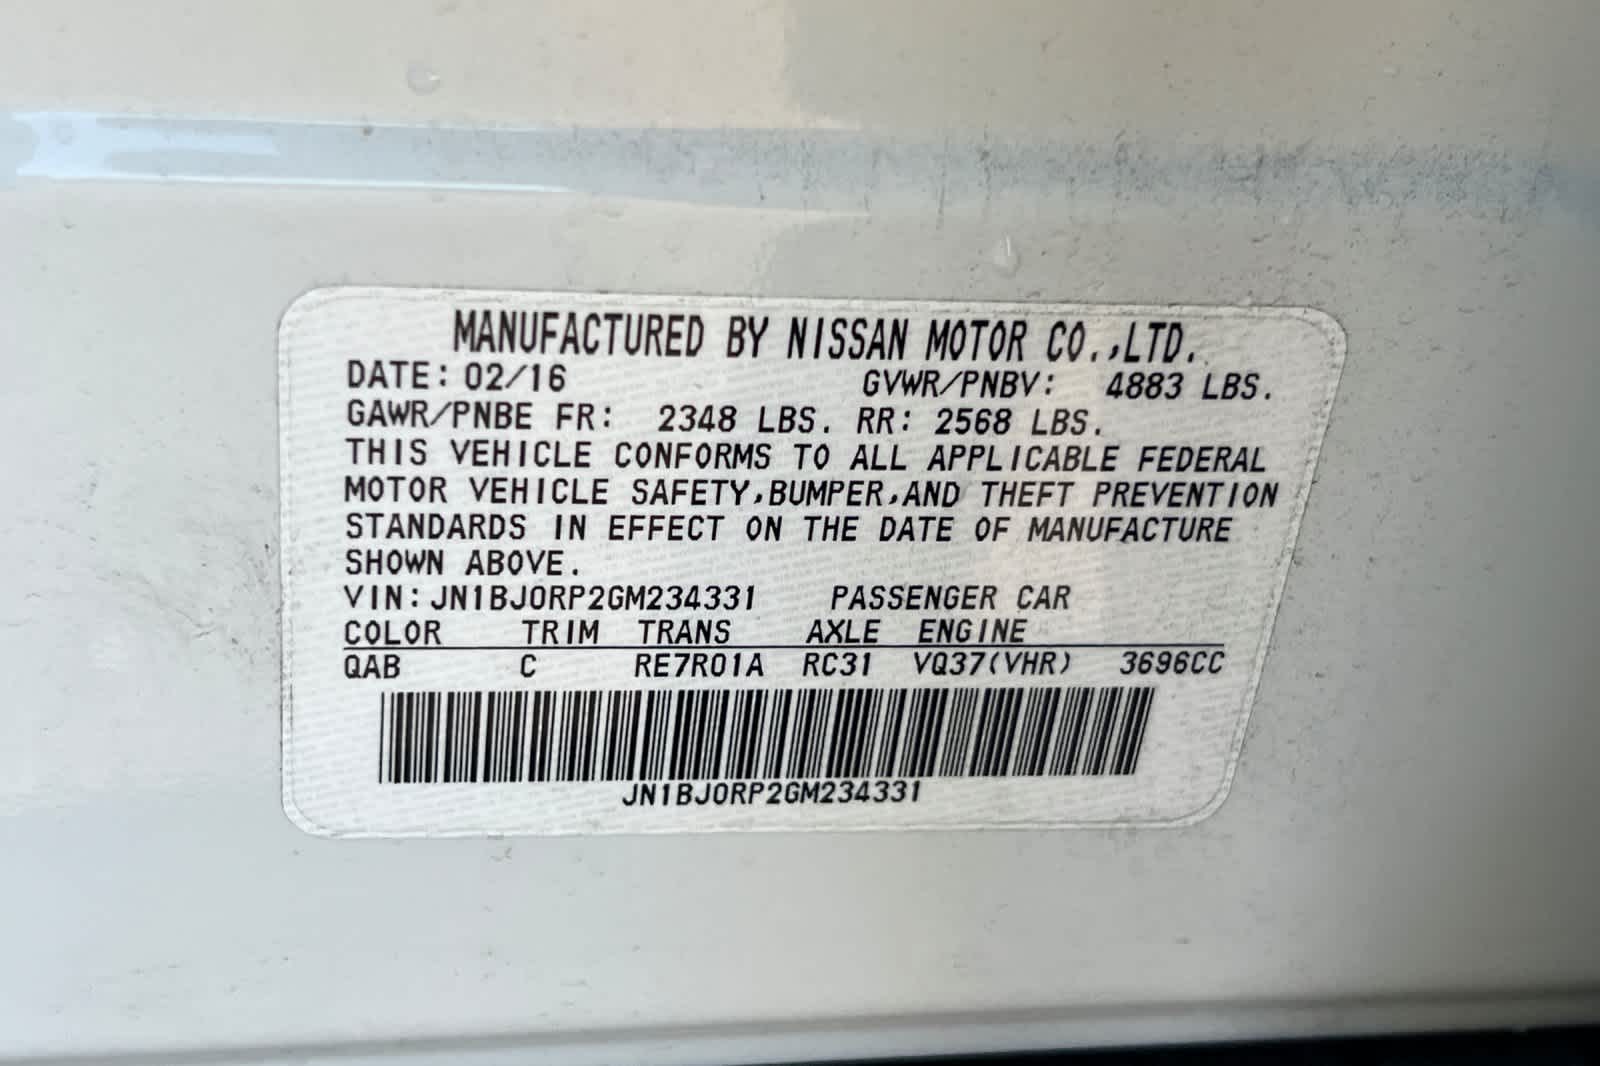 MANUFACTURED BY NISSAN MOTOR CO.,LTD.
DATE: 02/16 GVWR/PNBV: 4883 LBS.
GAWR/PNBE FR: 2348 LBS. RR: 2568 LBS.
THIS VEHICLE CONFORMS TO ALL APPLICABLE FEDERAL
MOTOR VEHICLE SAFETY,BUMPER,AND THEFT PREVENTION
STANDARDS IN EFFECT ON THE DATE OF MANUFACTURE
SHOWN ABOVE.
VIN: JN1BJ0RP2GM234331 PASSENGER CAR
COLOR TRIM TRANS AXLE ENGINE
QAB C RE7R01A RC31 VQ37(VHR) 3696CC
JN1BJ0RP2GM234331